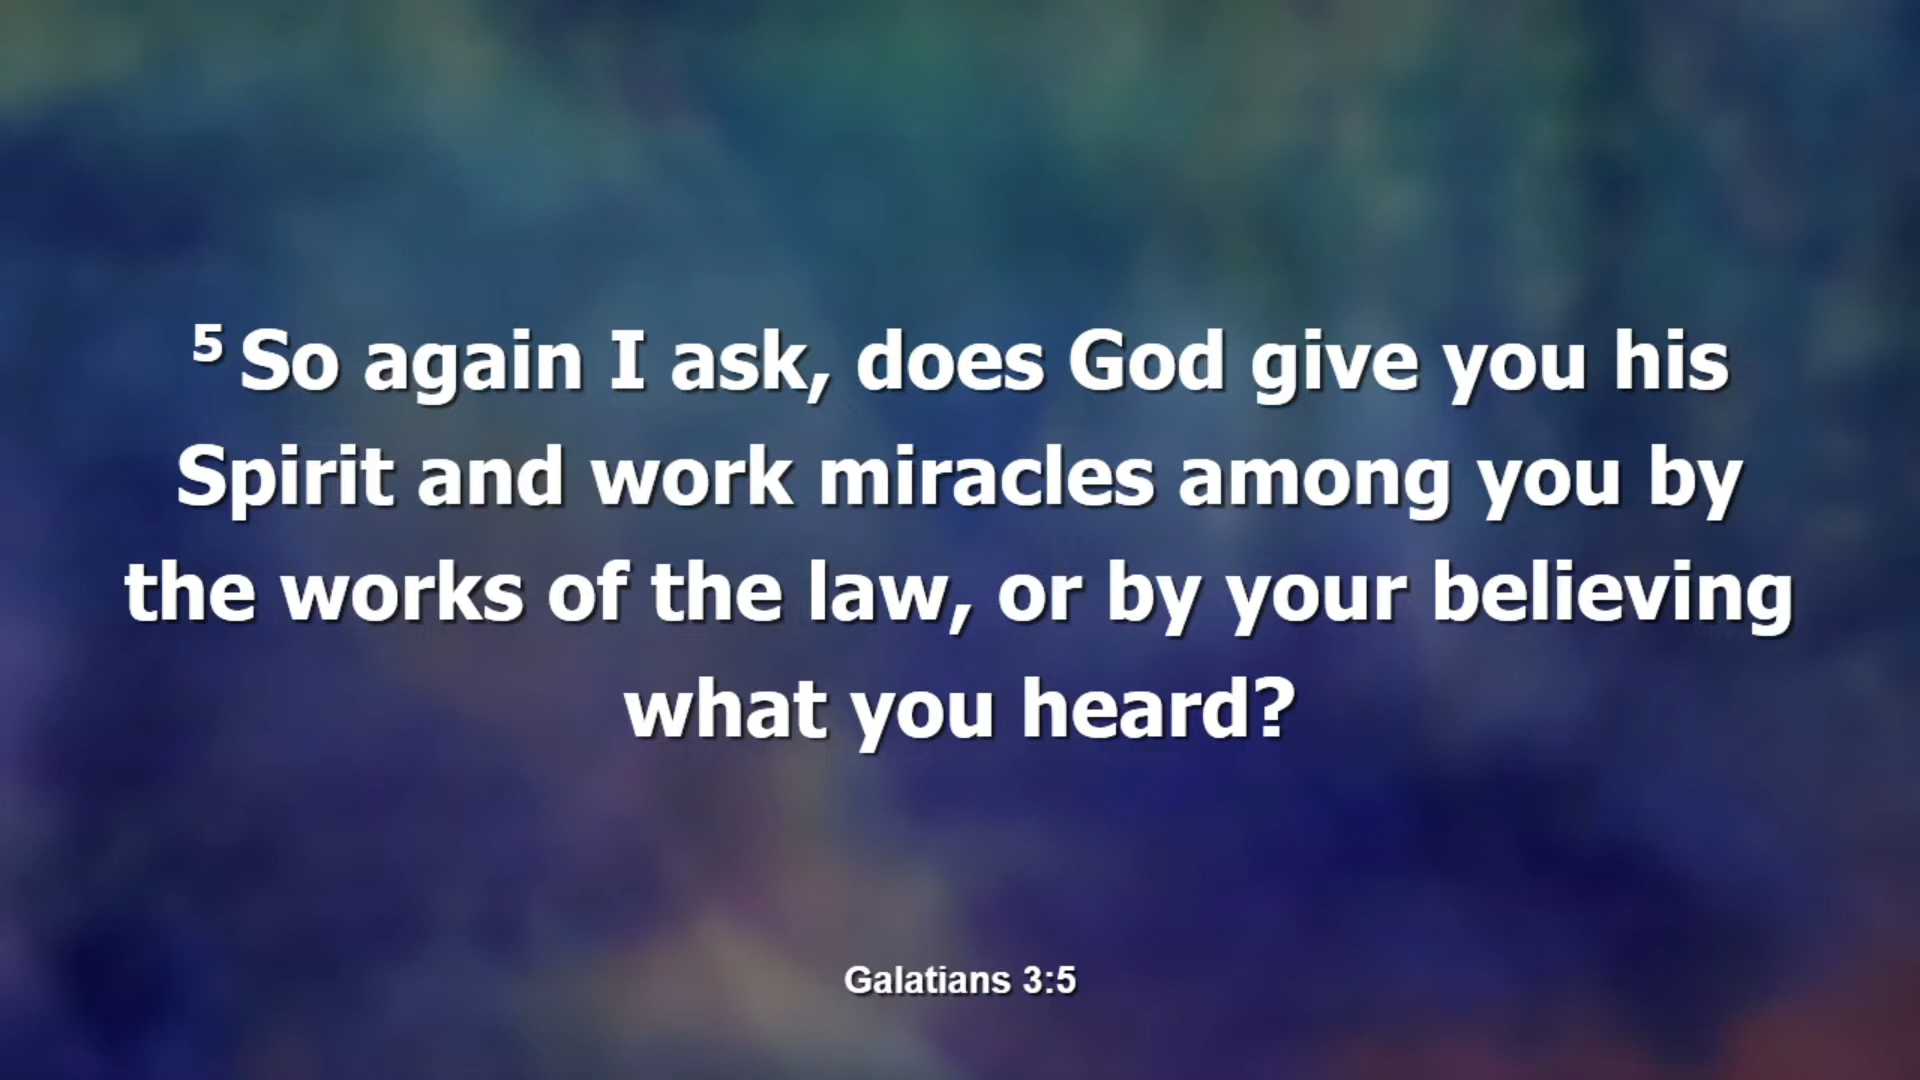 5 So again I ask, does God give you his
Spirit and work miracles among you by
the works of the law, or by your believing
what you heard?
Galatians 3:5